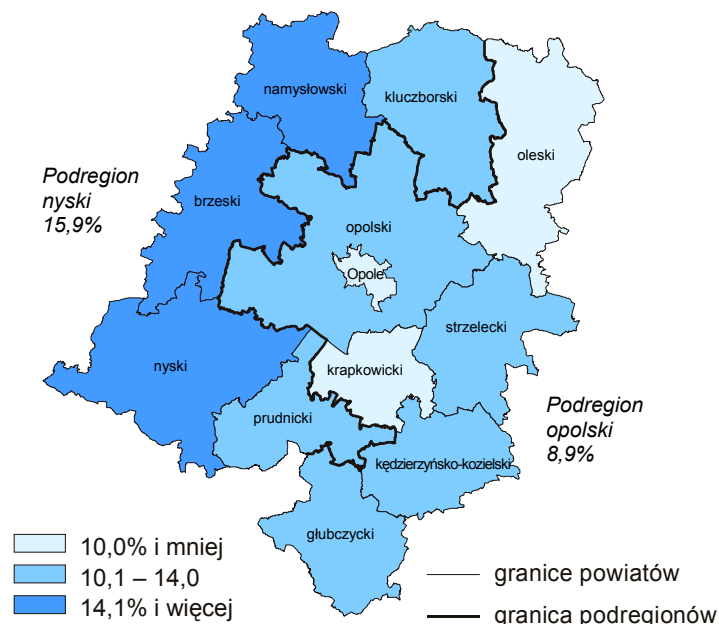 namysłowski
kluczborski
oleski
Podregion
nyski
15,9%
brzeski
opolski
Opole
strzelecki
nyski
krapkowicki
prudnicki
Podregion
opolski
8,9%
kędzierzyńsko-kozielski
głubczycki
10,0% i mniej
10,1 – 14,0
14,1% i więcej
granice powiatów
granica podregionów